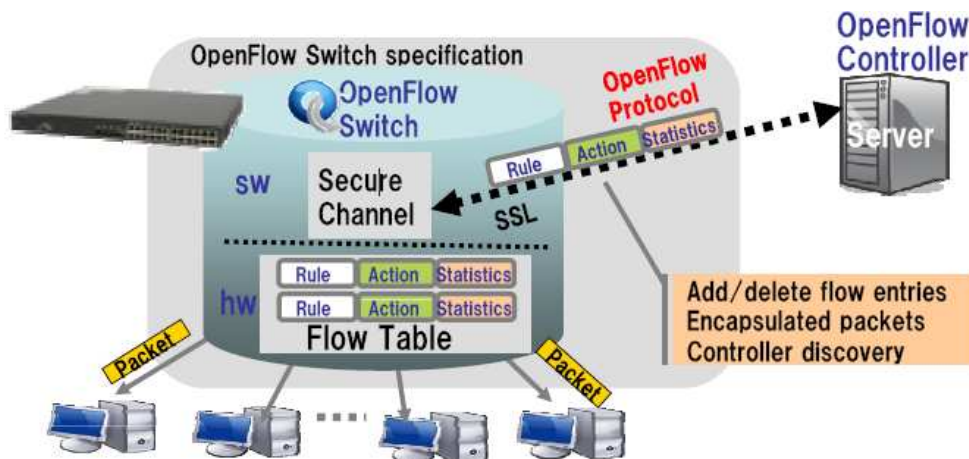 OpenFlow Switch specification
OpenFlow
Controller
OpenFlow
Switch
OpenFlow
Protocol
Server
Rule Action Statistics
sw
Secure
Channel
SSL
hw
Rule Action Statistics
Rule Action Statistics
Flow Table
Add/delete flow entries
Encapsulated packets
Controller discovery
Packet
Packet